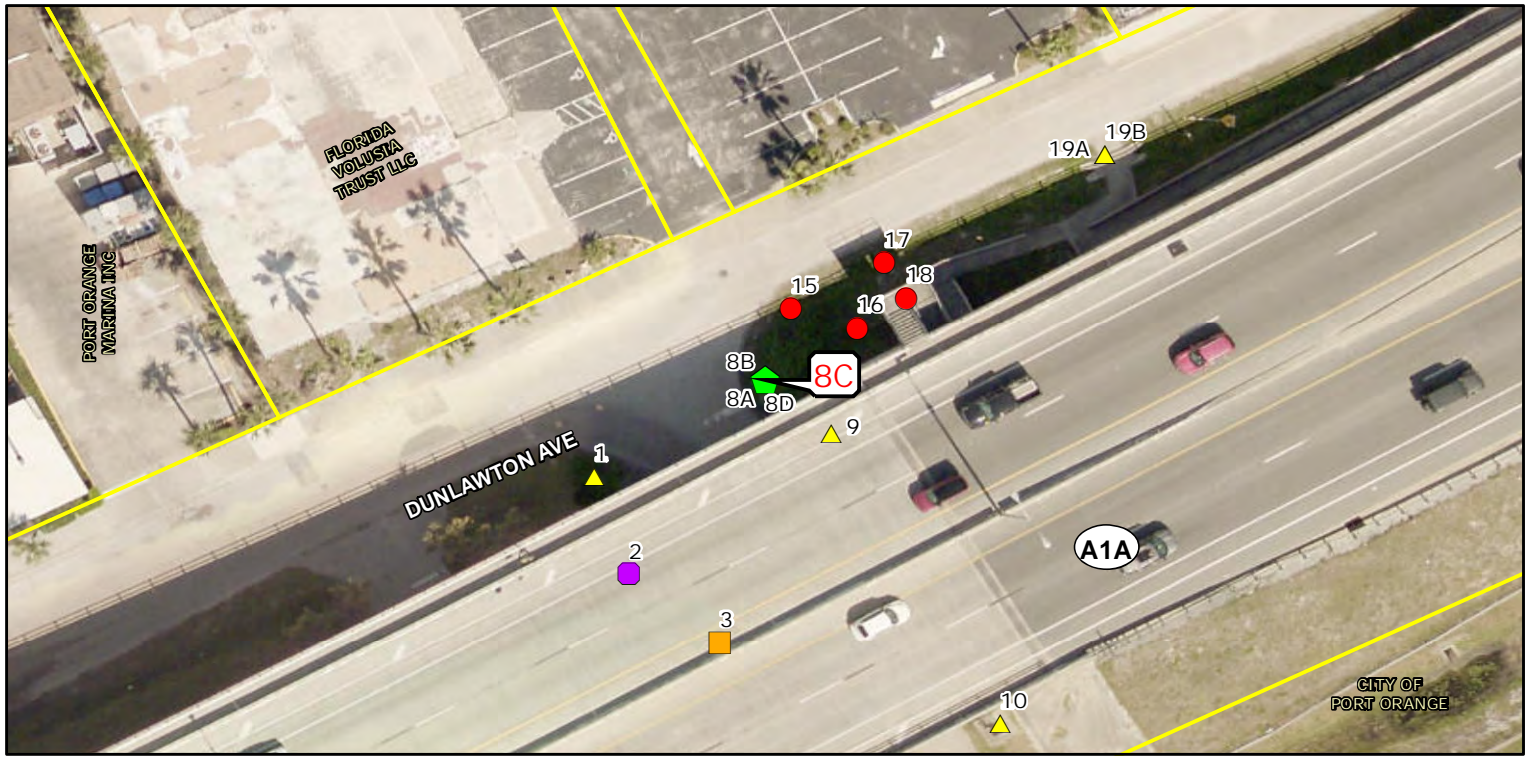 FLORIDA
VOLUSIA
TRUST LLC
19B
19A
PORT ORANGE
MARINA INC
17
18
15
16
8B
8C
8A
8D
9
DUNLAWTON AVE
1
2
A1A
3
10
CITY OF
PORT ORANGE